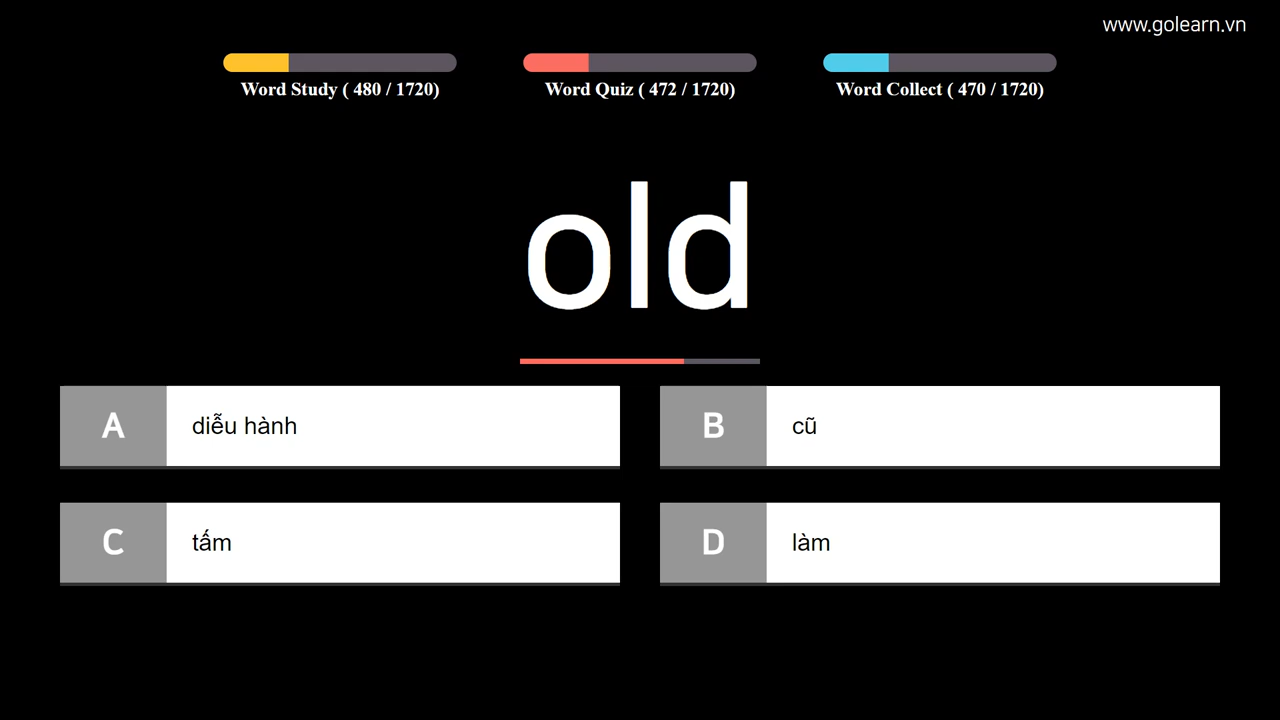 www.golearn.vn
Word Study ( 480 / 1720)
Word Quiz ( 472 / 1720)
Word Collect ( 470 / 1720)
old
A diễu hành
B cũ
C tấm
D làm